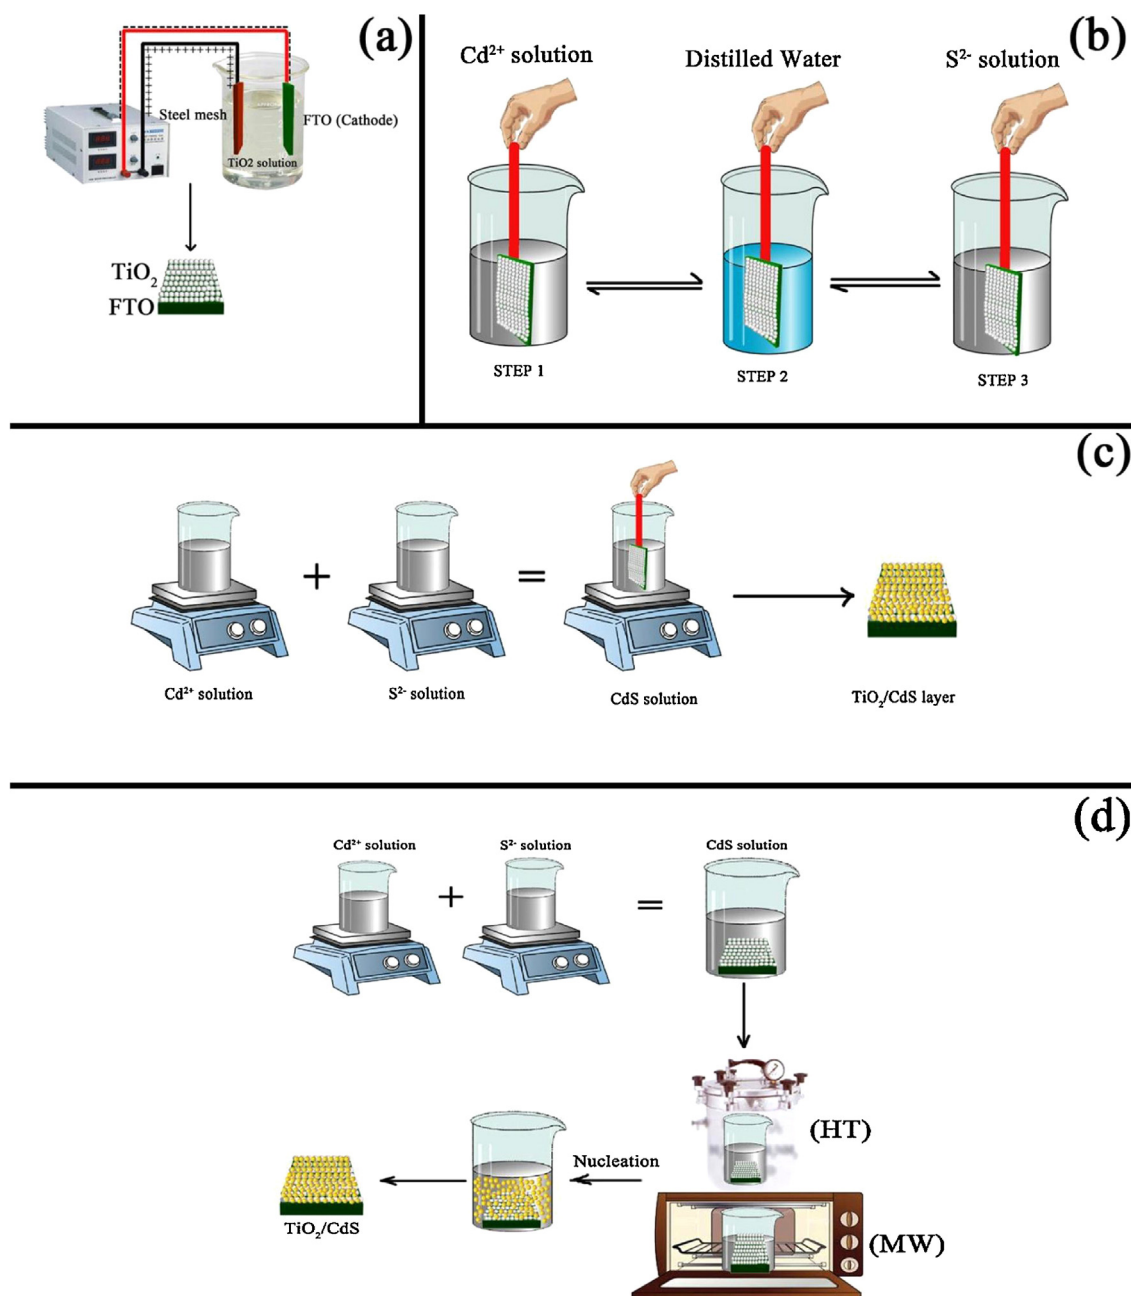 (a)
Steel mesh
FTO (Cathode)
TiO2 solution
TiO₂
FTO
(b)
Cd²⁺ solution
Distilled Water
S²⁻ solution
STEP 1
STEP 2
STEP 3
(c)
+
=
Cd²⁺ solution
S²⁻ solution
CdS solution
TiO₂/CdS layer
(d)
Cd²⁺ solution
S²⁻ solution
CdS solution
+
=
(HT)
Nucleation
TiO₂/CdS
(MW)